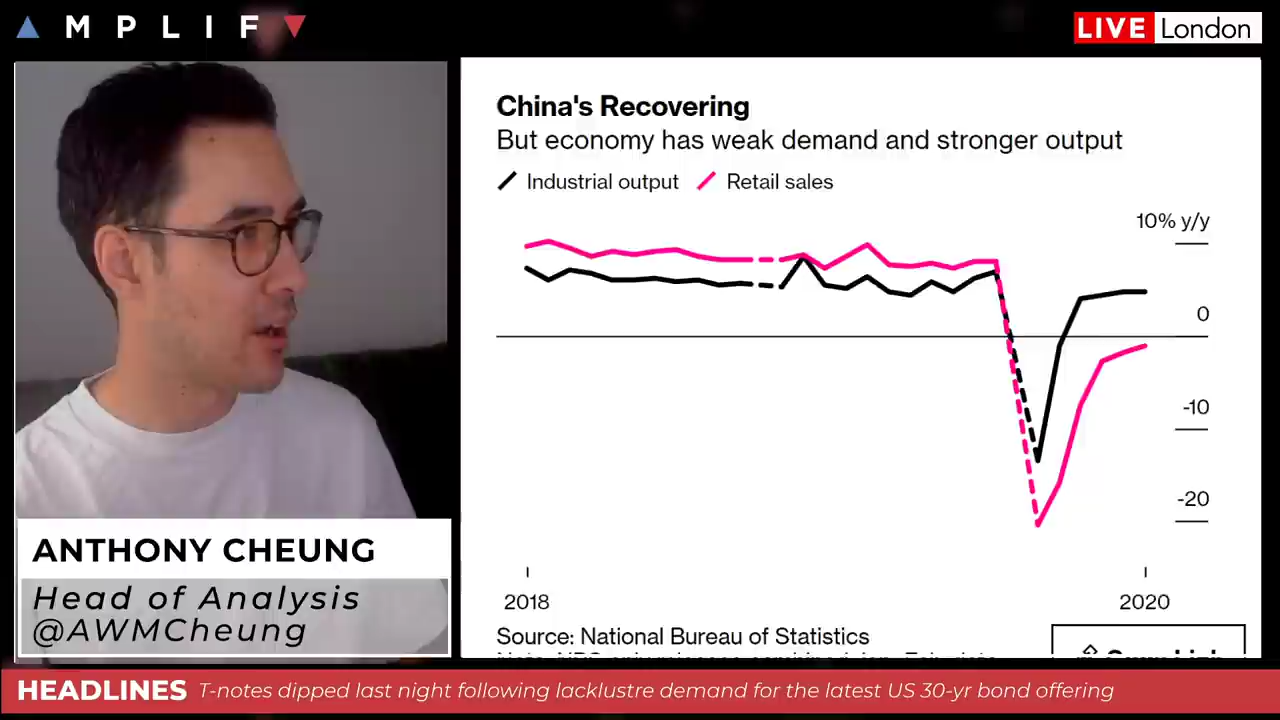 AMPLIFY
LIVE London
China's Recovering
But economy has weak demand and stronger output
Industrial output Retail sales
10% y/y
0
-10
-20
2018 2020
Source: National Bureau of Statistics
ANTHONY CHEUNG
Head of Analysis
@AWMCheung
HEADLINES T-notes dipped last night following lacklustre demand for the latest US 30-yr bond offering